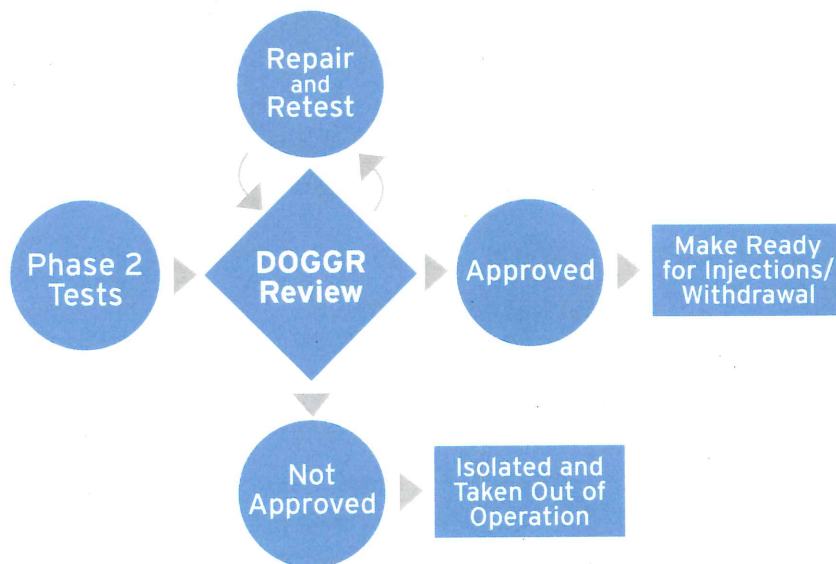 Repair
and
Retest
Phase 2
Tests
DOGGR
Review
Approved
Make Ready
for Injections/
Withdrawal
Not
Approved
Isolated and
Taken Out of
Operation